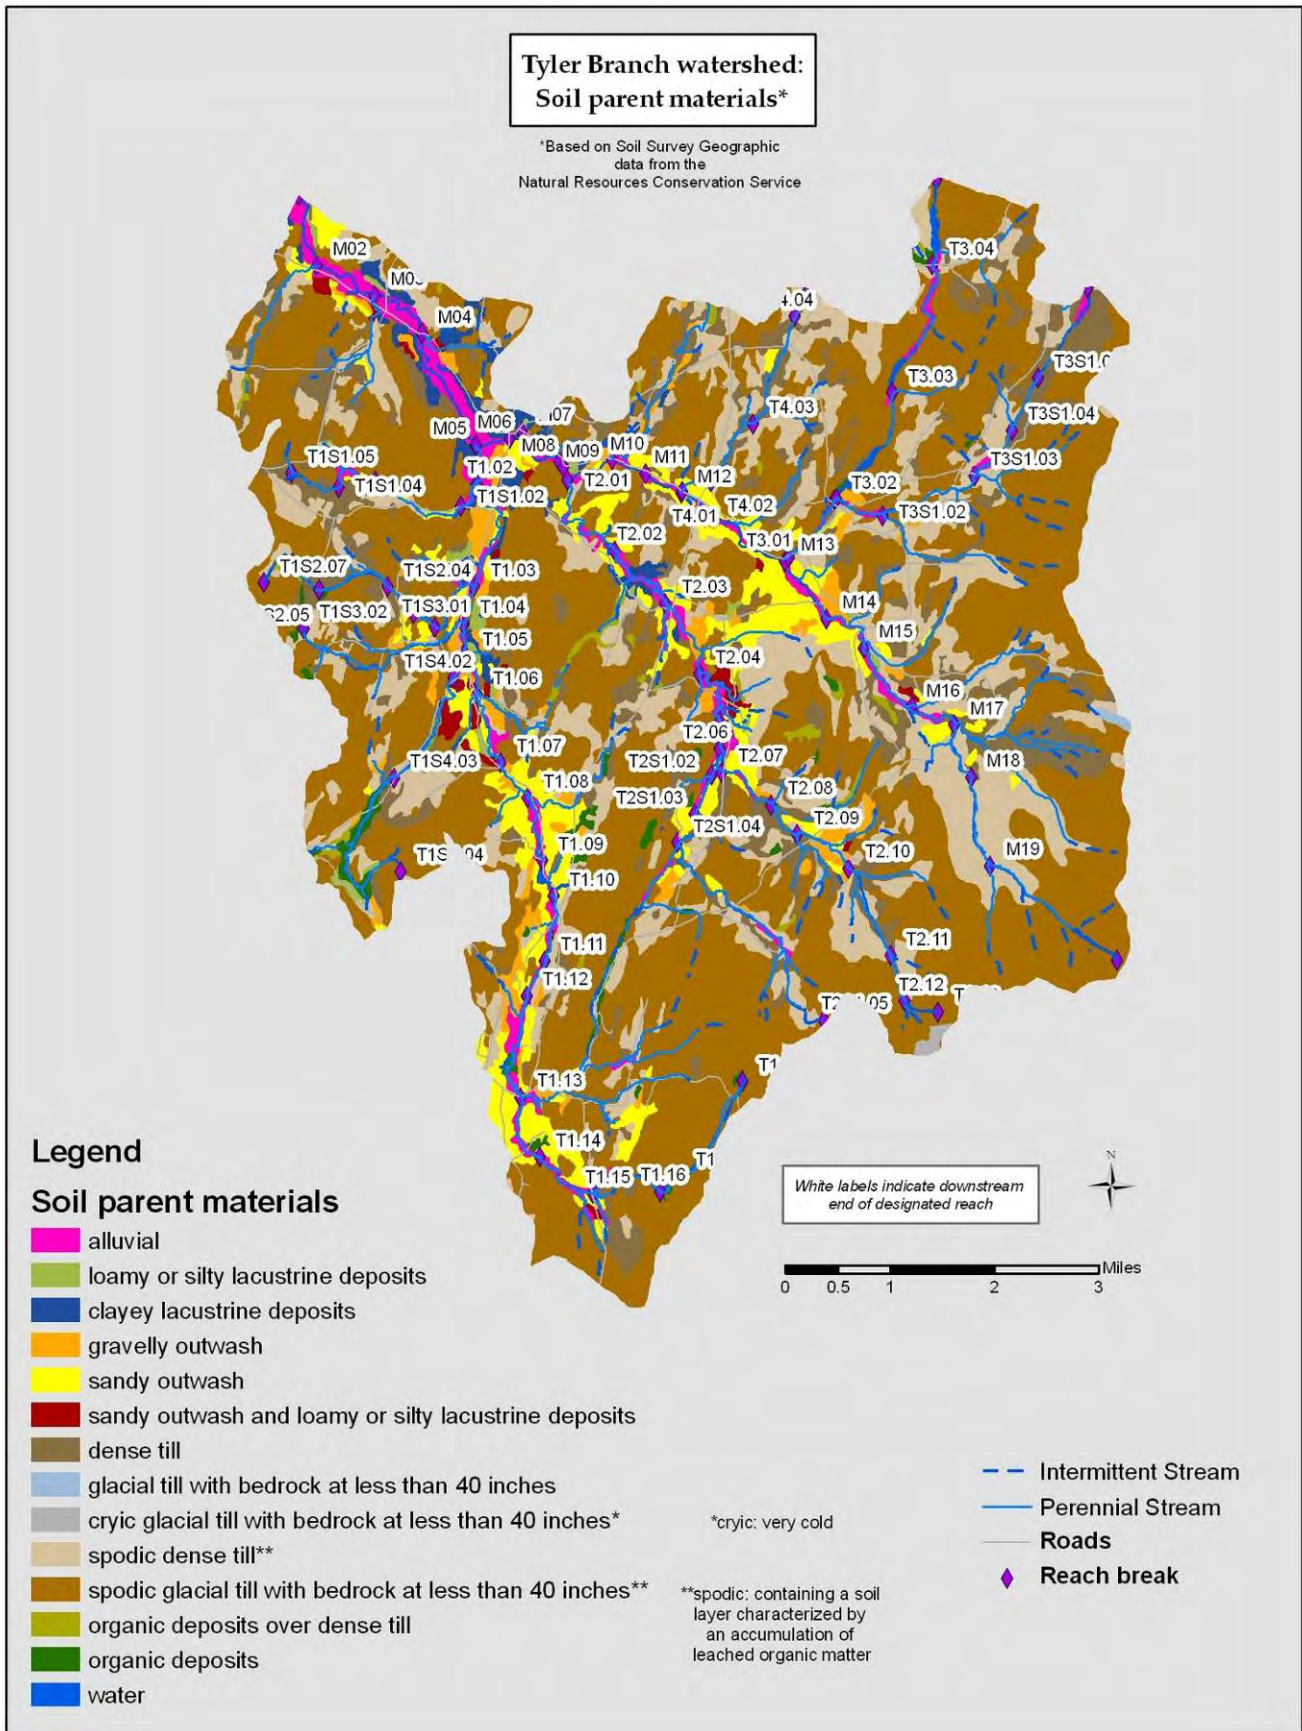 Tyler Branch watershed:
Soil parent materials*
*Based on Soil Survey Geographic
data from the
Natural Resources Conservation Service
M02
T3.04
M04
4.04
T3.03
T4.03
T3S1.04
M05
M06
M08
M10
M09
M11
T3S1.03
T1S1.05
T1.02
T2.01
M12
T3.02
T1S1.04
T1S1.02
T4.02
T4.01
T3S1.02
T2.02
T3.01
M13
T1S2.07
T1S2.04
T1.03
T2.03
S2.05
T1S3.02
T1S3.01
T1.04
M14
T1.05
M15
T1S4.02
T2.04
T1.06
M16
M17
T2.06
T1.07
T2S1.02
T2.07
T1S4.03
M18
T1.08
T2S1.03
T2.08
T2S1.04
T2.09
T1.09
T2.10
M19
T1.10
T1.11
T2.11
T1.12
T2.12
T1.13
T1.14
T1.15
T1.16
Legend
Soil parent materials
alluvial
loamy or silty lacustrine deposits
clayey lacustrine deposits
gravelly outwash
sandy outwash
sandy outwash and loamy or silty lacustrine deposits
dense till
glacial till with bedrock at less than 40 inches
cryic glacial till with bedrock at less than 40 inches*
spodic dense till**
spodic glacial till with bedrock at less than 40 inches**
organic deposits over dense till
organic deposits
water
White labels indicate downstream
end of designated reach
N
Miles
0 0.5 1 2 3
*cryic: very cold
**spodic: containing a soil
layer characterized by
an accumulation of
leached organic matter
Intermittent Stream
Perennial Stream
Roads
Reach break